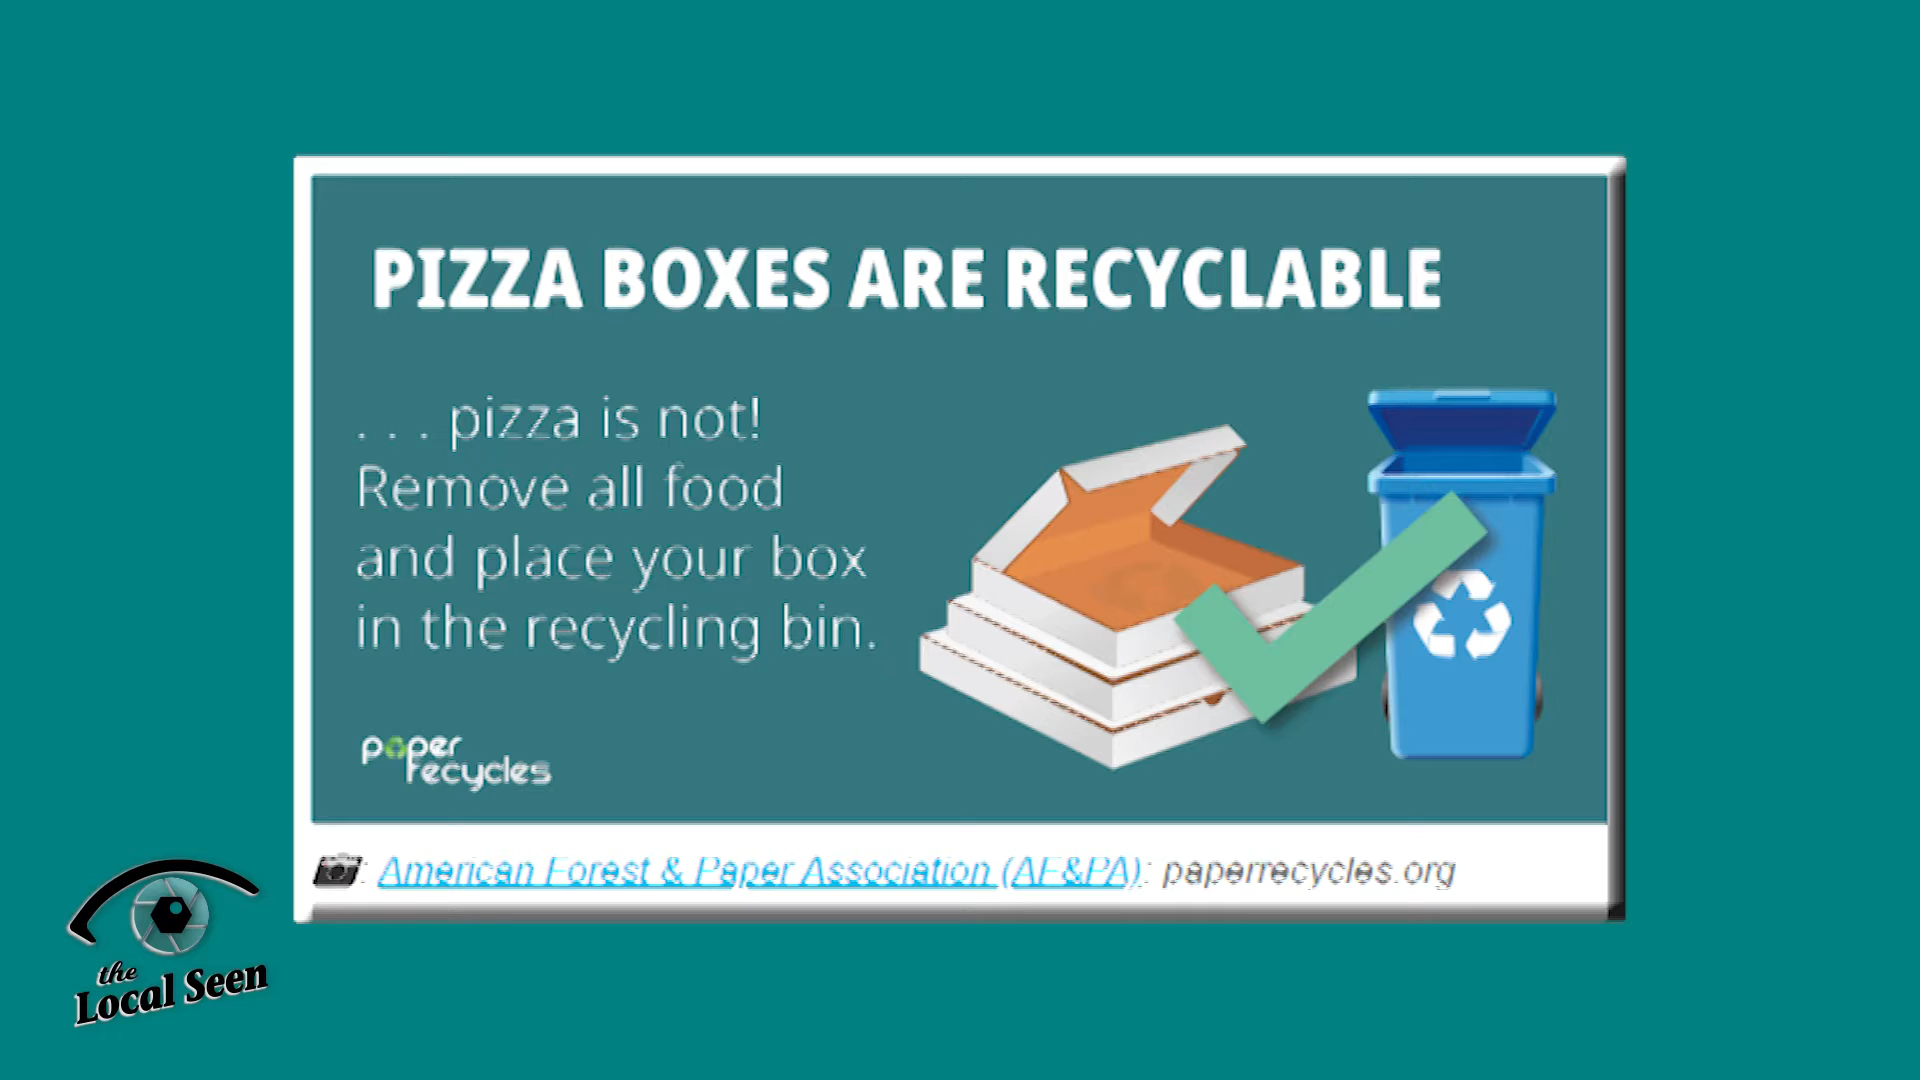 PIZZA BOXES ARE RECYCLABLE
. . . pizza is not!
Remove all food
and place your box
in the recycling bin.
paper
recycles
: American Forest & Paper Association (AF&PA): paperrecycles.org
the
Local Seen